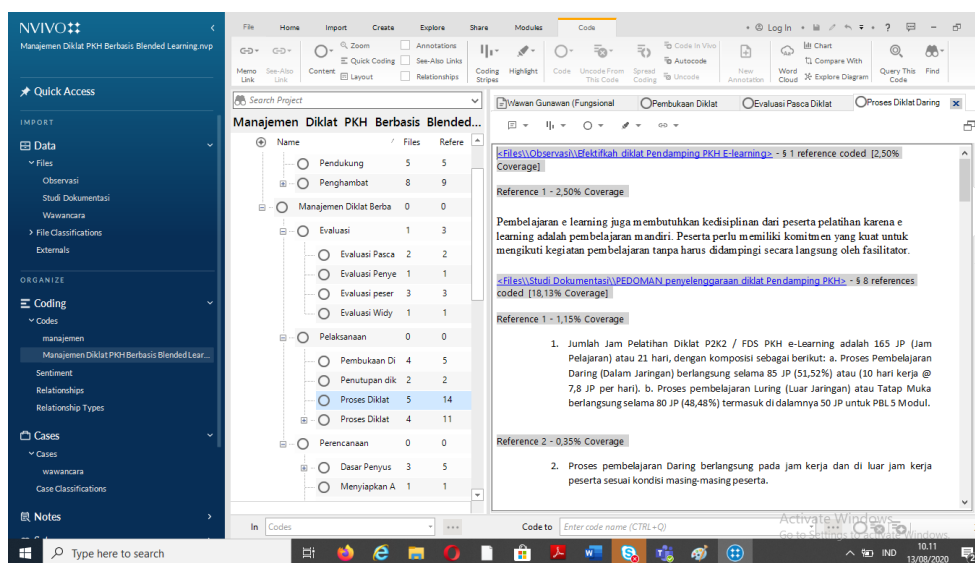 NVIVO
Manajemen Diklat PKH Berbasis Blended Learning.nvp
Quick Access
IMPORT
Data
Files
Observasi
Studi Dokumentasi
Wawancara
File Classifications
Externals
ORGANIZE
Coding
Codes
manajemen
Manajemen Diklat PKH Berbasis Blended Lear...
Sentiment
Relationships
Relationship Types
Cases
Cases
wawancara
Case Classifications
Notes
File Home Import Create Explore Share Modules Code
Log In
Memo Link
See-Also Link
Content
Zoom
Quick Coding
Layout
Annotations
See-Also Links
Relationships
Coding Stripes
Highlight
Code
Uncode From This Code
Spread Coding
Code In Vivo
Autocode
Uncode
New Annotation
Word Cloud
Chart
Compare With
Explore Diagram
Query This Code
Find
Search Project
Manajemen Diklat PKH Berbasis Blended...
Name Files Refere
Pendukung 5 5
Penghambat 8 9
Manajemen Diklat Berba 0 0
Evaluasi 1 3
Evaluasi Pasca 2 2
Evaluasi Penye 1 1
Evaluasi peser 3 3
Evaluasi Widy 1 1
Pelaksanaan 0 0
Pembukaan Di 4 5
Penutupan dik 2 2
Proses Diklat 5 14
Proses Diklat 4 11
Perencanaan 0 0
Dasar Penyus 3 5
Menyiapkan A 1 1
In Codes
Wawan Gunawan (Fungsional Pembukaan Diklat Evaluasi Pasca Diklat Proses Diklat Daring
<Files\\Observasi\\Efektifkah diklat Pendamping PKH E-learning> - § 1 reference coded [2,50%
Coverage]
Reference 1 - 2,50% Coverage
Pembelajaran e learning juga membutuhkan kedisiplinan dari peserta pelatihan karena e
learning adalah pembelajaran mandiri. Peserta perlu memiliki komitmen yang kuat untuk
mengikuti kegiatan pembelajaran tanpa harus didampingi secara langsung oleh fasilitator.
<Files\\Studi Dokumentasi\\PEDOMAN penyelenggaraan diklat Pendamping PKH> - § 8 references
coded [18,13% Coverage]
Reference 1 - 1,15% Coverage
1. Jumlah Jam Pelatihan Diklat P2K2 / FDS PKH e-Learning adalah 165 JP (Jam
Pelajaran) atau 21 hari, dengan komposisi sebagai berikut: a. Proses Pembelajaran
Daring (Dalam Jaringan) berlangsung selama 85 JP (51,52%) atau (10 hari kerja @
7,8 JP per hari). b. Proses pembelajaran Luring (Luar Jaringan) atau Tatap Muka
berlangsung selama 80 JP (48,48%) termasuk di dalamnya 50 JP untuk PBL 5 Modul.
Reference 2 - 0,35% Coverage
2. Proses pembelajaran Daring berlangsung pada jam kerja dan di luar jam kerja
peserta sesuai kondisi masing-masing peserta.
Code to Enter code name (CTRL+Q)
Activate Windows
Go to Settings to activate Windows.
Type here to search
IND
10.11
13/08/2020